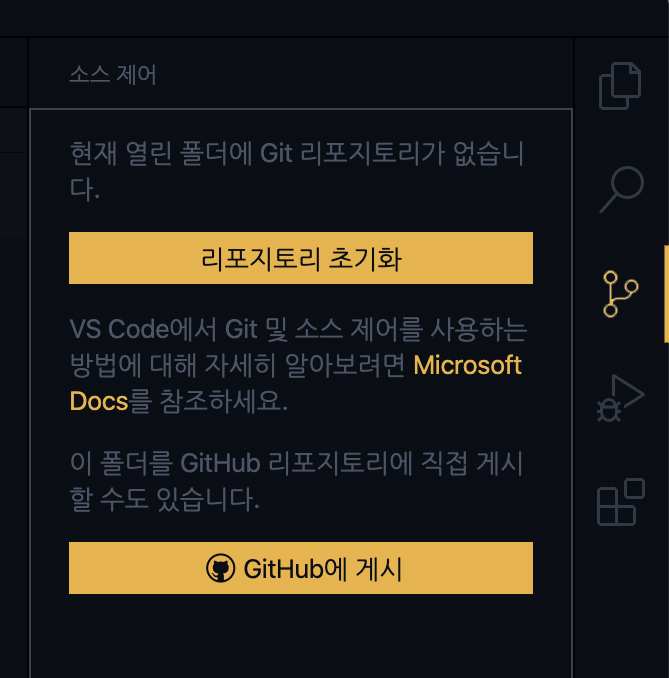 소스 제어
현재 열린 폴더에 Git 리포지토리가 없습니
다.
리포지토리 초기화
VS Code에서 Git 및 소스 제어를 사용하는
방법에 대해 자세히 알아보려면 Microsoft
Docs를 참조하세요.
이 폴더를 GitHub 리포지토리에 직접 게시
할 수도 있습니다.
GitHub에 게시